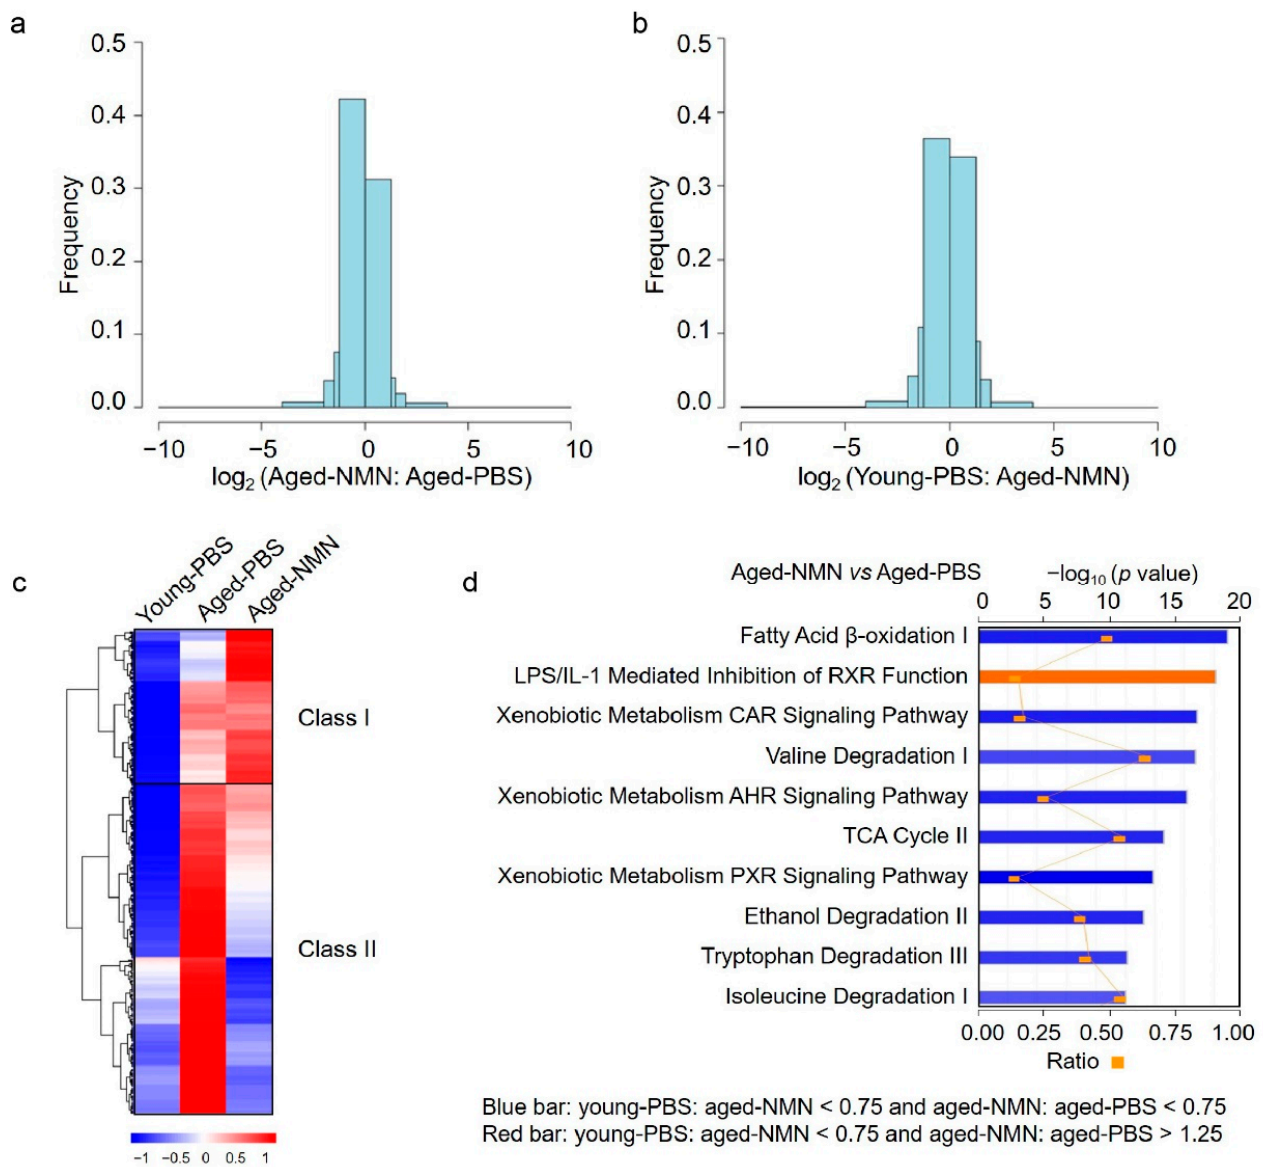 a
0.5
0.4
0.3
0.2
0.1
0.0
Frequency
−10 −5 0 5 10
log₂ (Aged-NMN: Aged-PBS)
b
0.5
0.4
0.3
0.2
0.1
0.0
Frequency
−10 −5 0 5 10
log₂ (Young-PBS: Aged-NMN)
c
Young-PBS
Aged-PBS
Aged-NMN
Class I
Class II
−1 −0.5 0 0.5 1
d
Aged-NMN vs Aged-PBS
−log₁₀ (p value)
0 5 10 15 20
Fatty Acid β-oxidation I
LPS/IL-1 Mediated Inhibition of RXR Function
Xenobiotic Metabolism CAR Signaling Pathway
Valine Degradation I
Xenobiotic Metabolism AHR Signaling Pathway
TCA Cycle II
Xenobiotic Metabolism PXR Signaling Pathway
Ethanol Degradation II
Tryptophan Degradation III
Isoleucine Degradation I
0.00 0.25 0.50 0.75 1.00
Ratio
Blue bar: young-PBS: aged-NMN < 0.75 and aged-NMN: aged-PBS < 0.75
Red bar: young-PBS: aged-NMN < 0.75 and aged-NMN: aged-PBS > 1.25